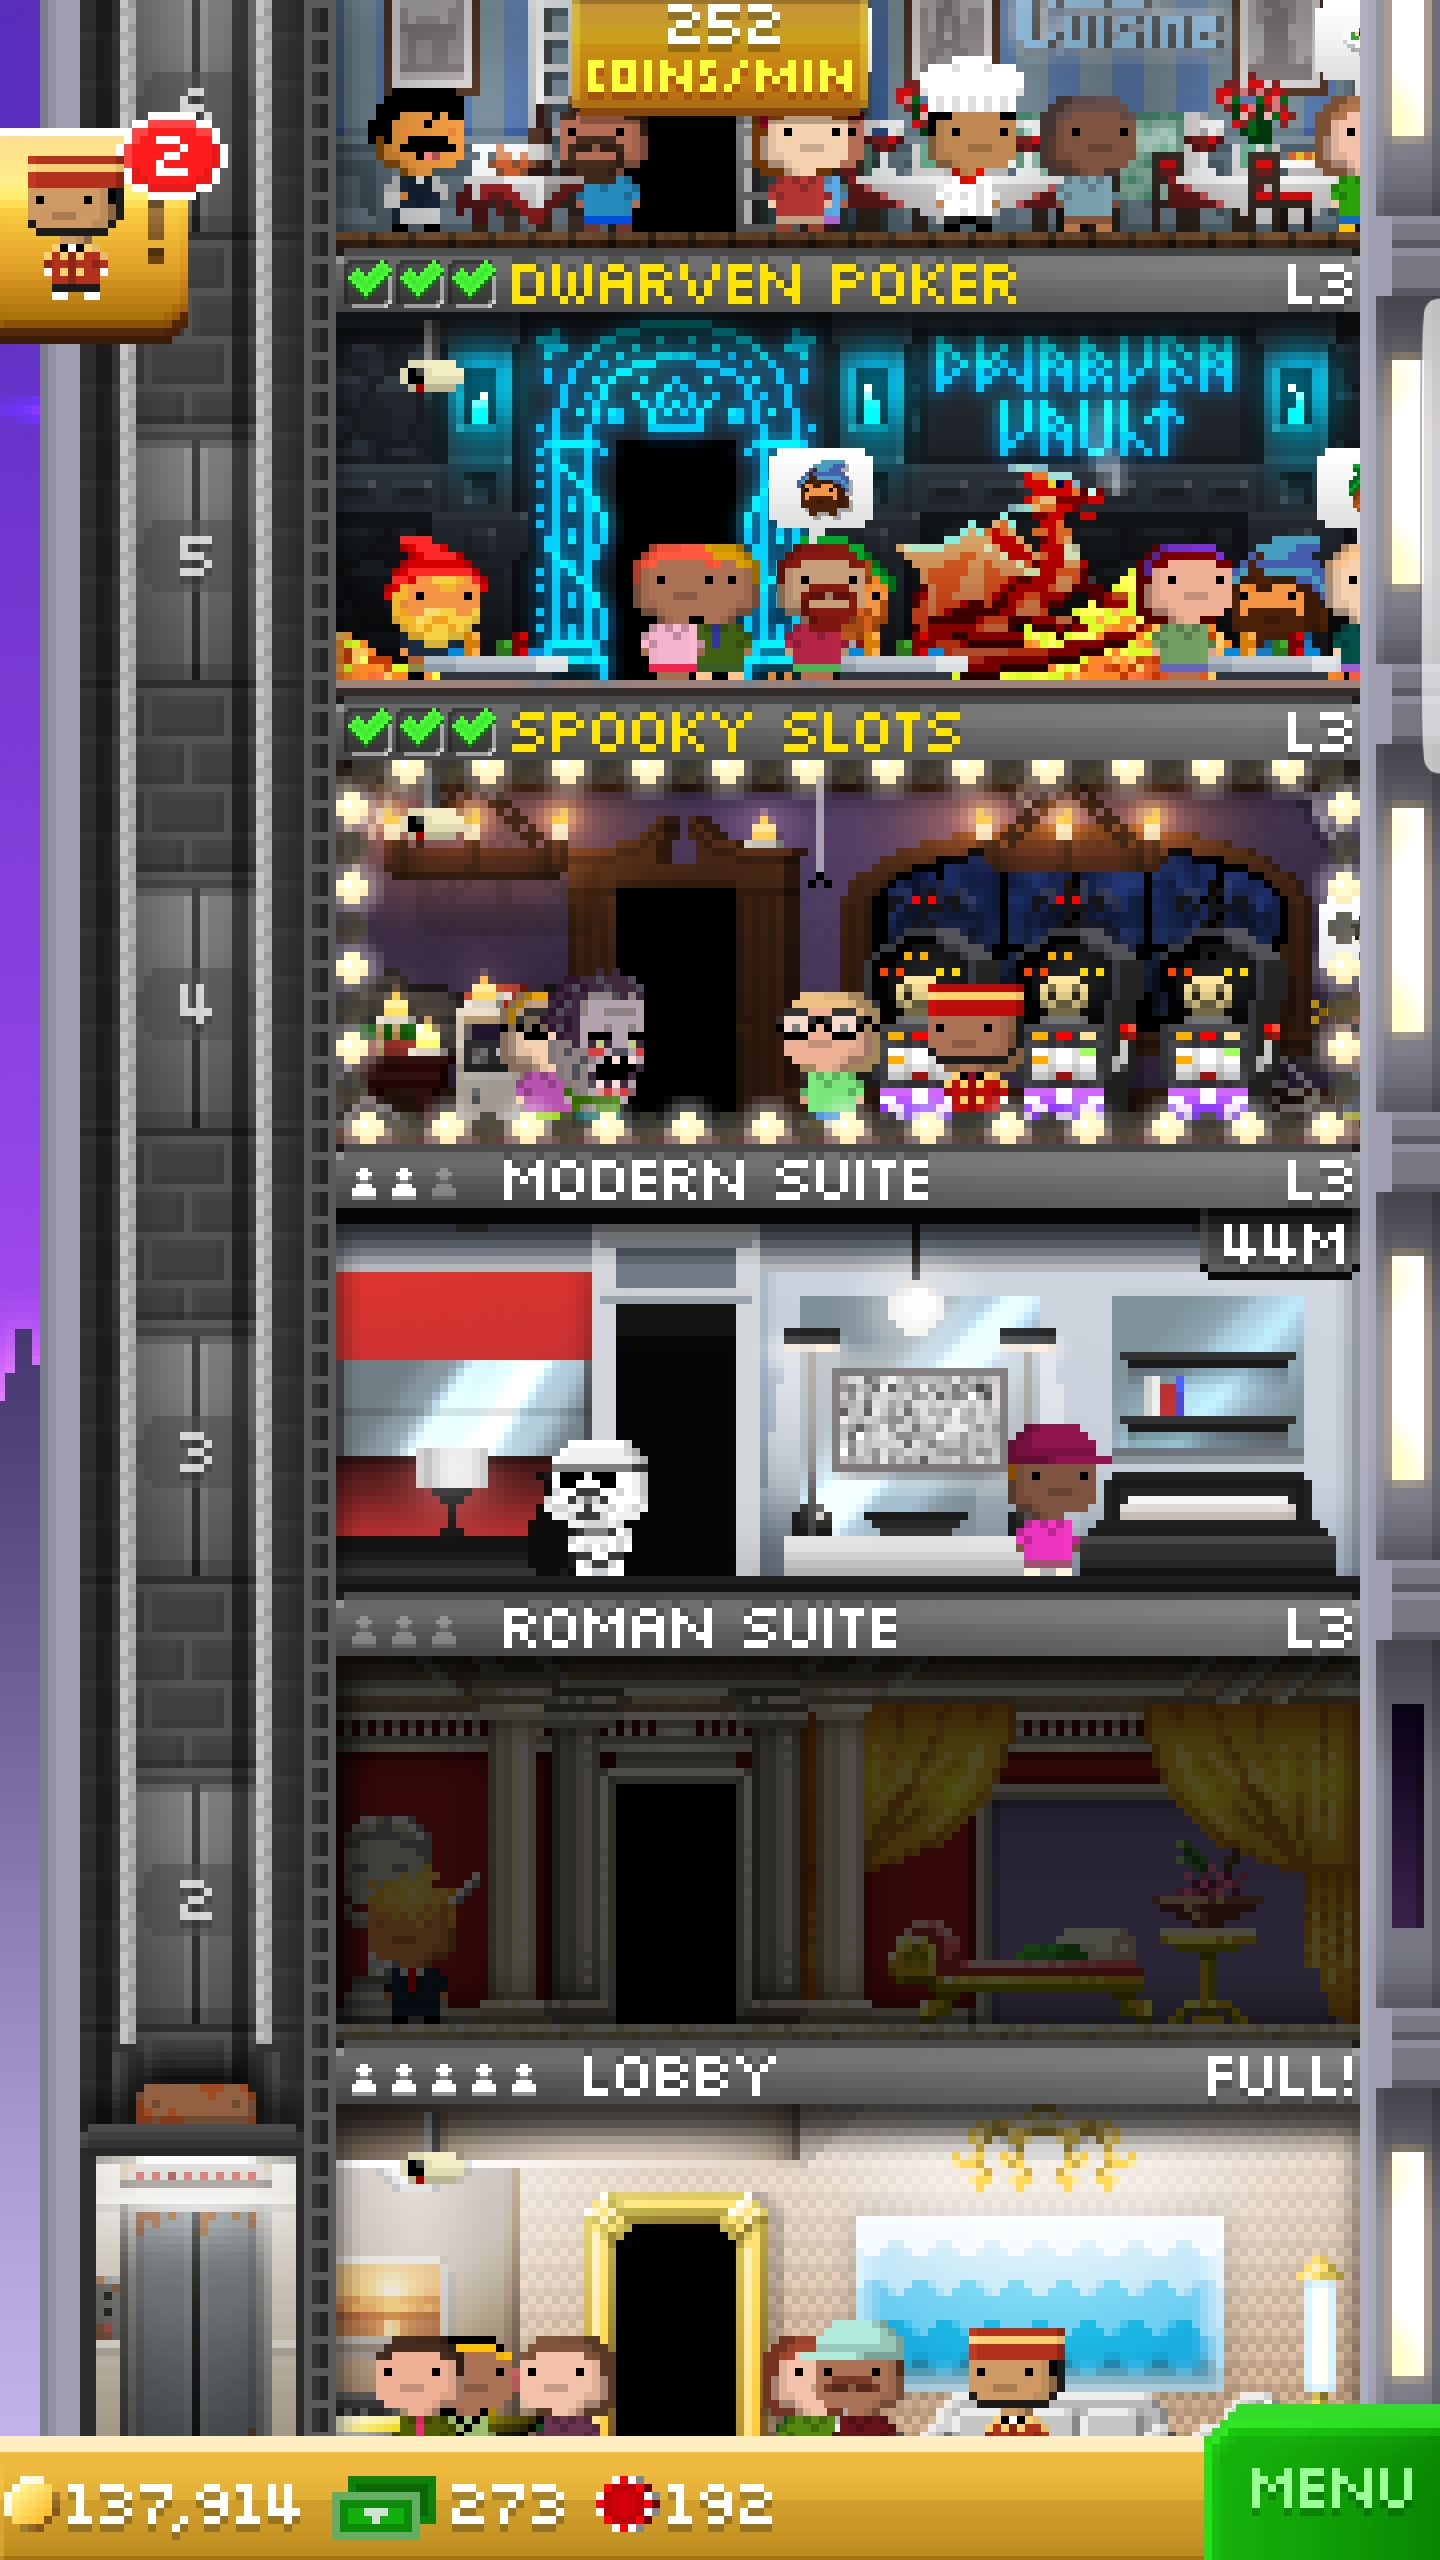 252
COINS/MIN
Cuisine
2
6
DWARVEN POKER
L3
DWARVEN
VAULT
5
SPOOKY SLOTS
L3
4
MODERN SUITE
L3
44M
3
ROMAN SUITE
L3
2
LOBBY
FULL!
137,914
273
192
MENU